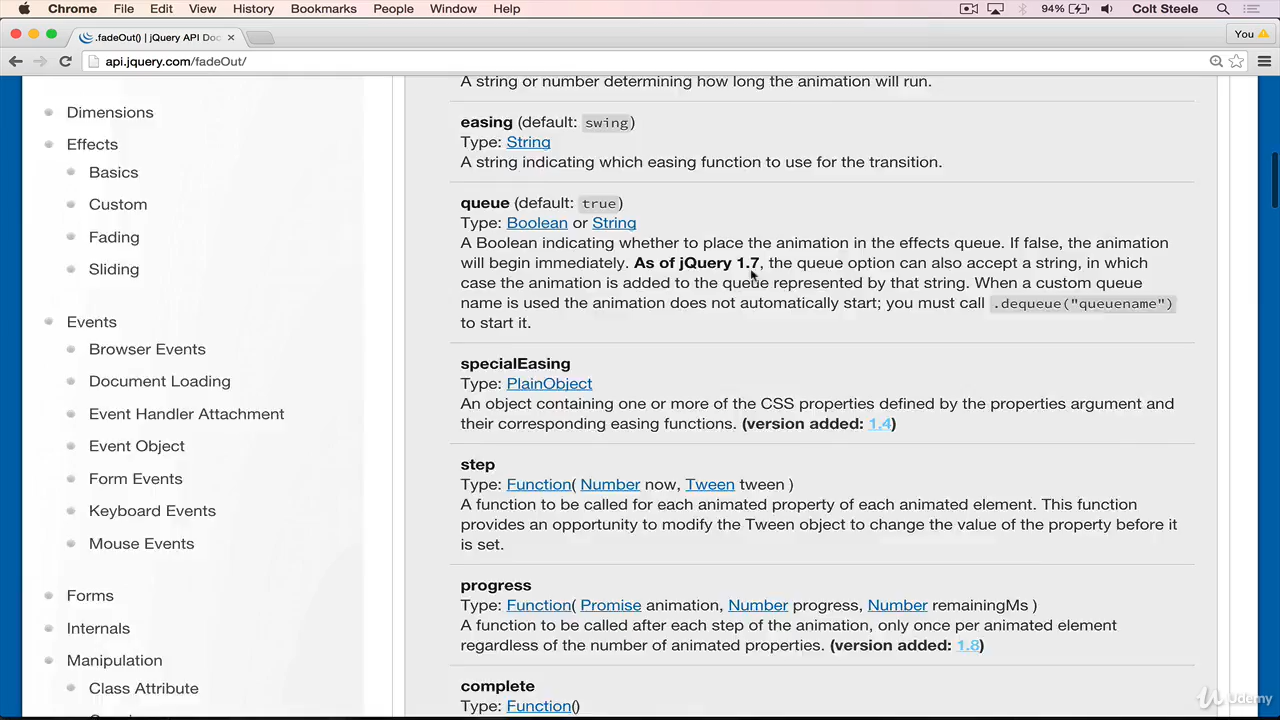 Chrome File Edit View History Bookmarks People Window Help 94% Colt Steele
.fadeOut() | jQuery API Doc
You
api.jquery.com/fadeOut/
Dimensions
Effects
Basics
Custom
Fading
Sliding
Events
Browser Events
Document Loading
Event Handler Attachment
Event Object
Form Events
Keyboard Events
Mouse Events
Forms
Internals
Manipulation
Class Attribute
A string or number determining how long the animation will run.
easing (default: swing)
Type: String
A string indicating which easing function to use for the transition.
queue (default: true)
Type: Boolean or String
A Boolean indicating whether to place the animation in the effects queue. If false, the animation
will begin immediately. As of jQuery 1.7, the queue option can also accept a string, in which
case the animation is added to the queue represented by that string. When a custom queue
name is used the animation does not automatically start; you must call .dequeue("queuename")
to start it.
specialEasing
Type: PlainObject
An object containing one or more of the CSS properties defined by the properties argument and
their corresponding easing functions. (version added: 1.4)
step
Type: Function( Number now, Tween tween )
A function to be called for each animated property of each animated element. This function
provides an opportunity to modify the Tween object to change the value of the property before it
is set.
progress
Type: Function( Promise animation, Number progress, Number remainingMs )
A function to be called after each step of the animation, only once per animated element
regardless of the number of animated properties. (version added: 1.8)
complete
Type: Function()
Udemy